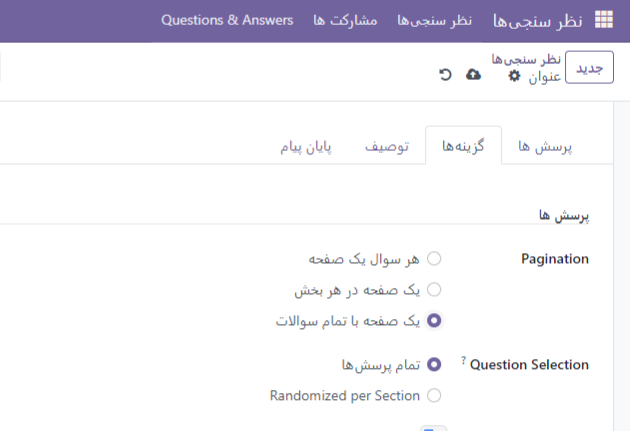 نظر سنجی‌ها نظر سنجی‌ها مشارکت ها Questions & Answers
جدید
نظر سنجی‌ها
عنوان
پرسش ها گزینه‌ها توصیف پایان پیام
پرسش ها
Pagination هر سوال یک صفحه
یک صفحه در هر بخش
یک صفحه با تمام سوالات
Question Selection ? تمام پرسش‌ها
Randomized per Section